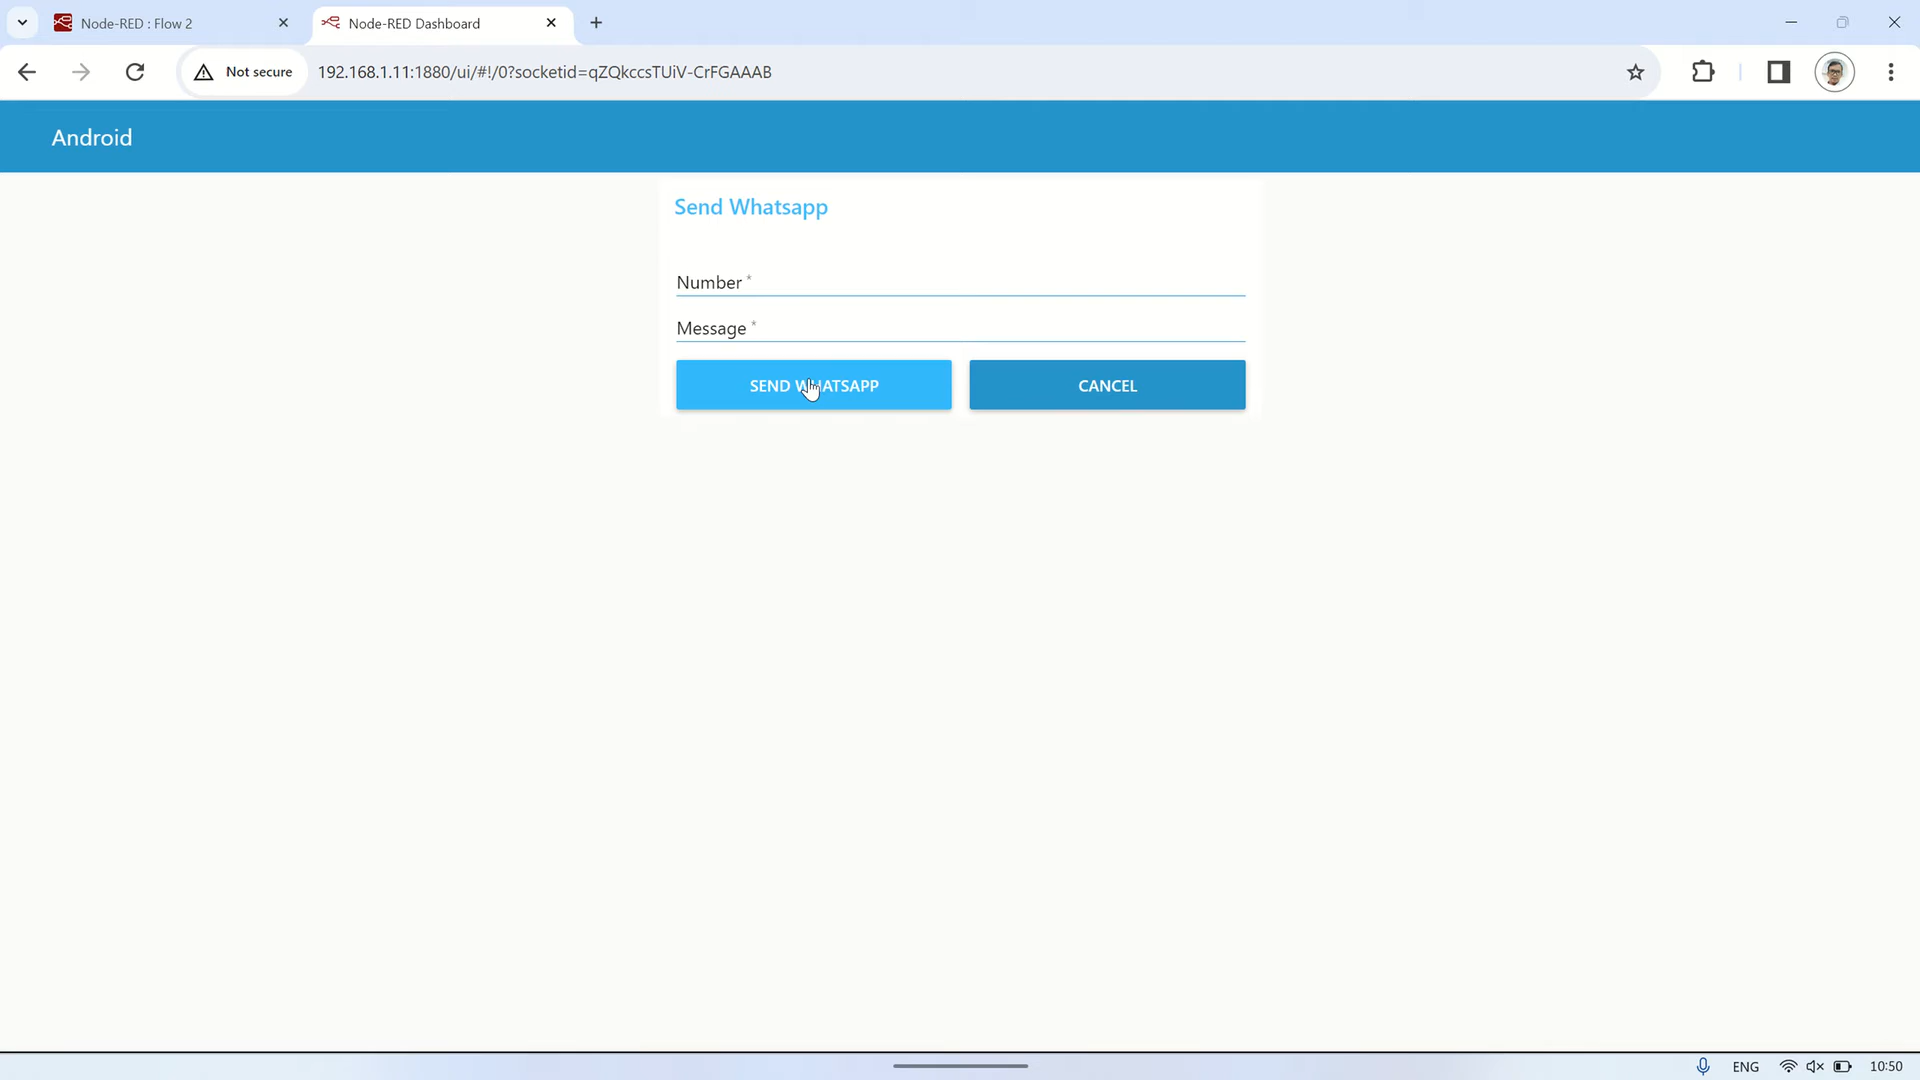 Node-RED : Flow 2
Node-RED Dashboard
Not secure
192.168.1.11:1880/ui/#!/0?socketid=qZQkccsTUiV-CrFGAAAB
Android
Send Whatsapp
Number *
Message *
SEND WHATSAPP
CANCEL
ENG
10:50